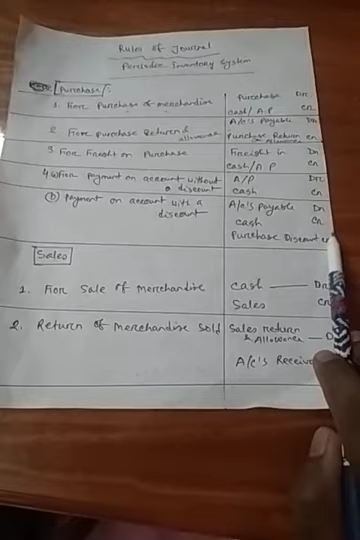 Rules of Journal
Periodic Inventory System
Purchase/:
1. For Purchase of merchandise
Purchase Dr.
cash/A.P Cr.
2. For purchase Return & allowance
A/c's Payable Dr
Purchase Return Cr
3 For Freight on Purchase
Freight in Dr
cash/A.P Cr
4(a) For payment on account without a discount
A/P Dr.
cash Cr
(b) Payment on account with a discount
A/c's Payable Dr
cash Cr
Purchase Discount Cr
Sales
1. For Sale of Merchandise
cash — Dr
Sales Cr
2. Return of Merchandise sold
Sales return
& Allowance — D
A/c's Receiv